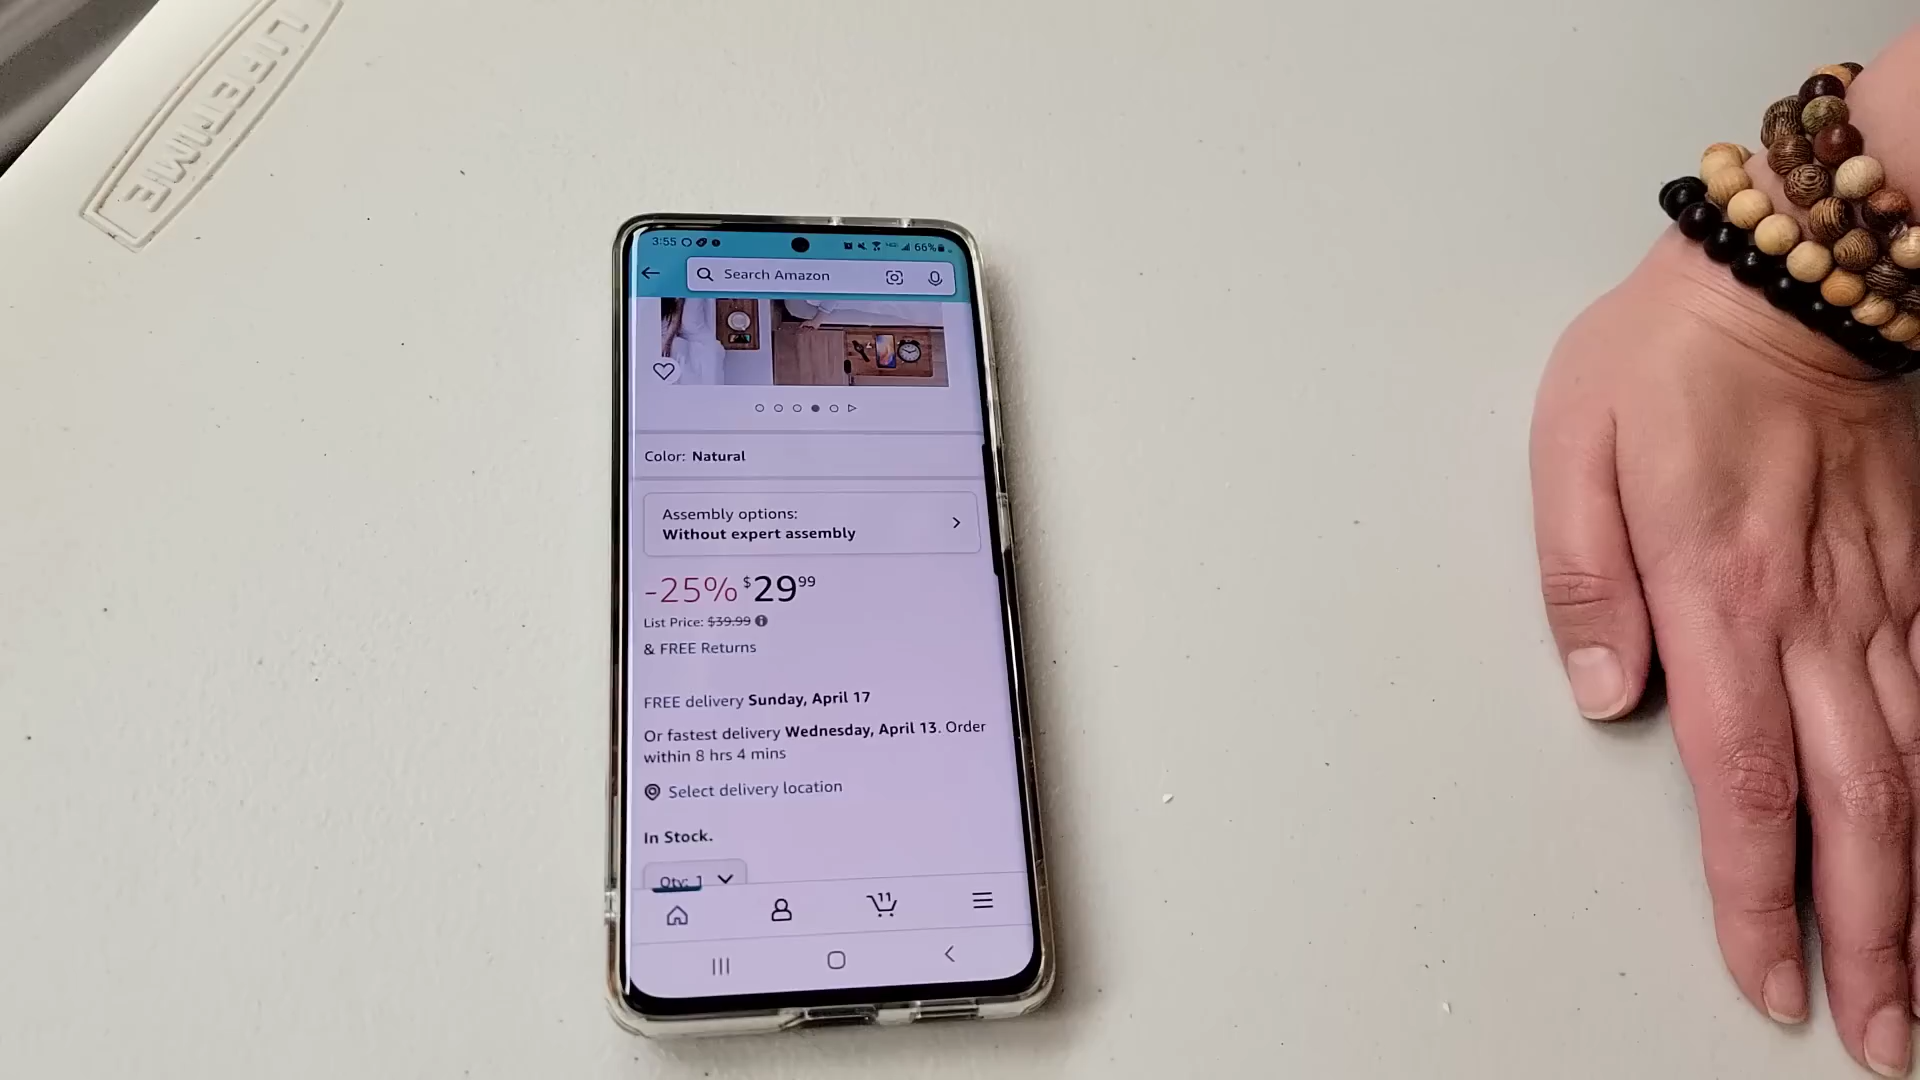 LIFETIME
3:55
66%
Search Amazon
Color: Natural
Assembly options:
Without expert assembly
-25% $29 99
List Price: $39.99
& FREE Returns
FREE delivery Sunday, April 17
Or fastest delivery Wednesday, April 13. Order
within 8 hrs 4 mins
Select delivery location
In Stock.
Qty: 1
11